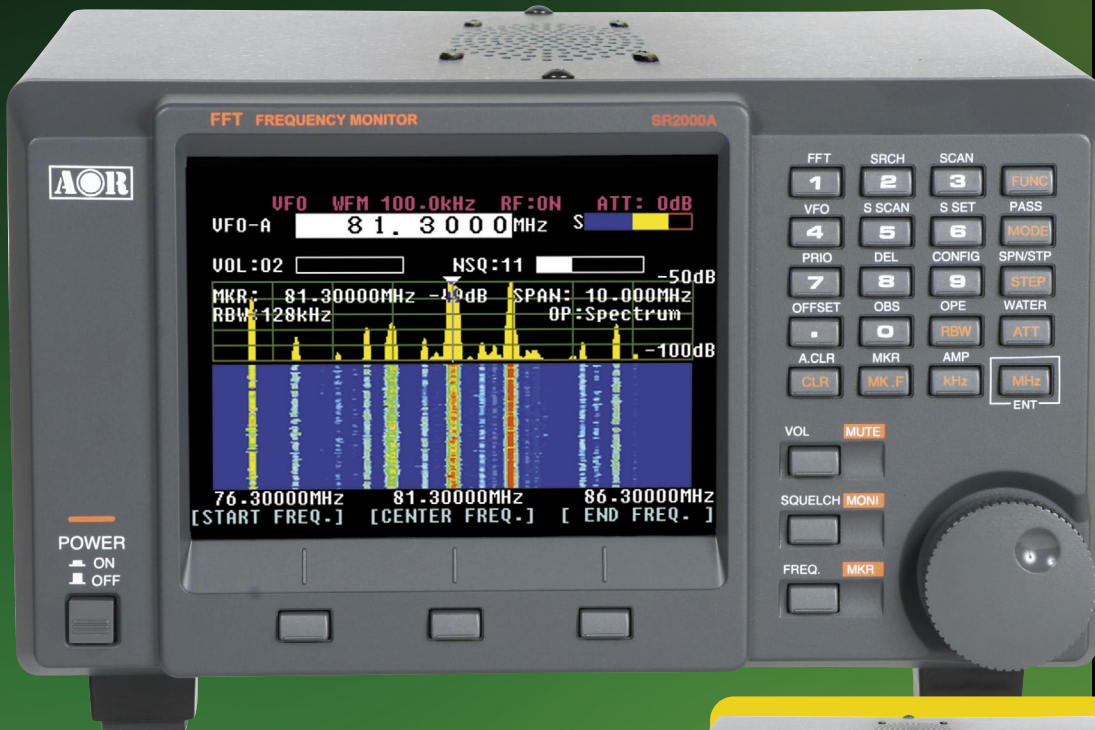 FFT FREQUENCY MONITOR SR2000A
AOR
VFO WFM 100.0kHz RF:ON ATT: 0dB
VFO-A 81.3000MHz S
VOL:02 NSQ:11
-50dB
MKR: 81.30000MHz dB SPAN: 10.000MHz
RBW:128kHz OP:Spectrum
-100dB
76.30000MHz 81.30000MHz 86.30000MHz
[START FREQ.] [CENTER FREQ.] [ END FREQ. ]
POWER
ON
OFF
FFT SRCH SCAN
1 2 3 FUNC
VFO S SCAN S SET PASS
4 5 6 MODE
PRIO DEL CONFIG SPN/STP
7 8 9 STEP
OFFSET OBS OPE WATER
. 0 RBW ATT
A.CLR MKR AMP
CLR MK.F kHz MHz
ENT
VOL MUTE
SQUELCH MONI
FREQ. MKR